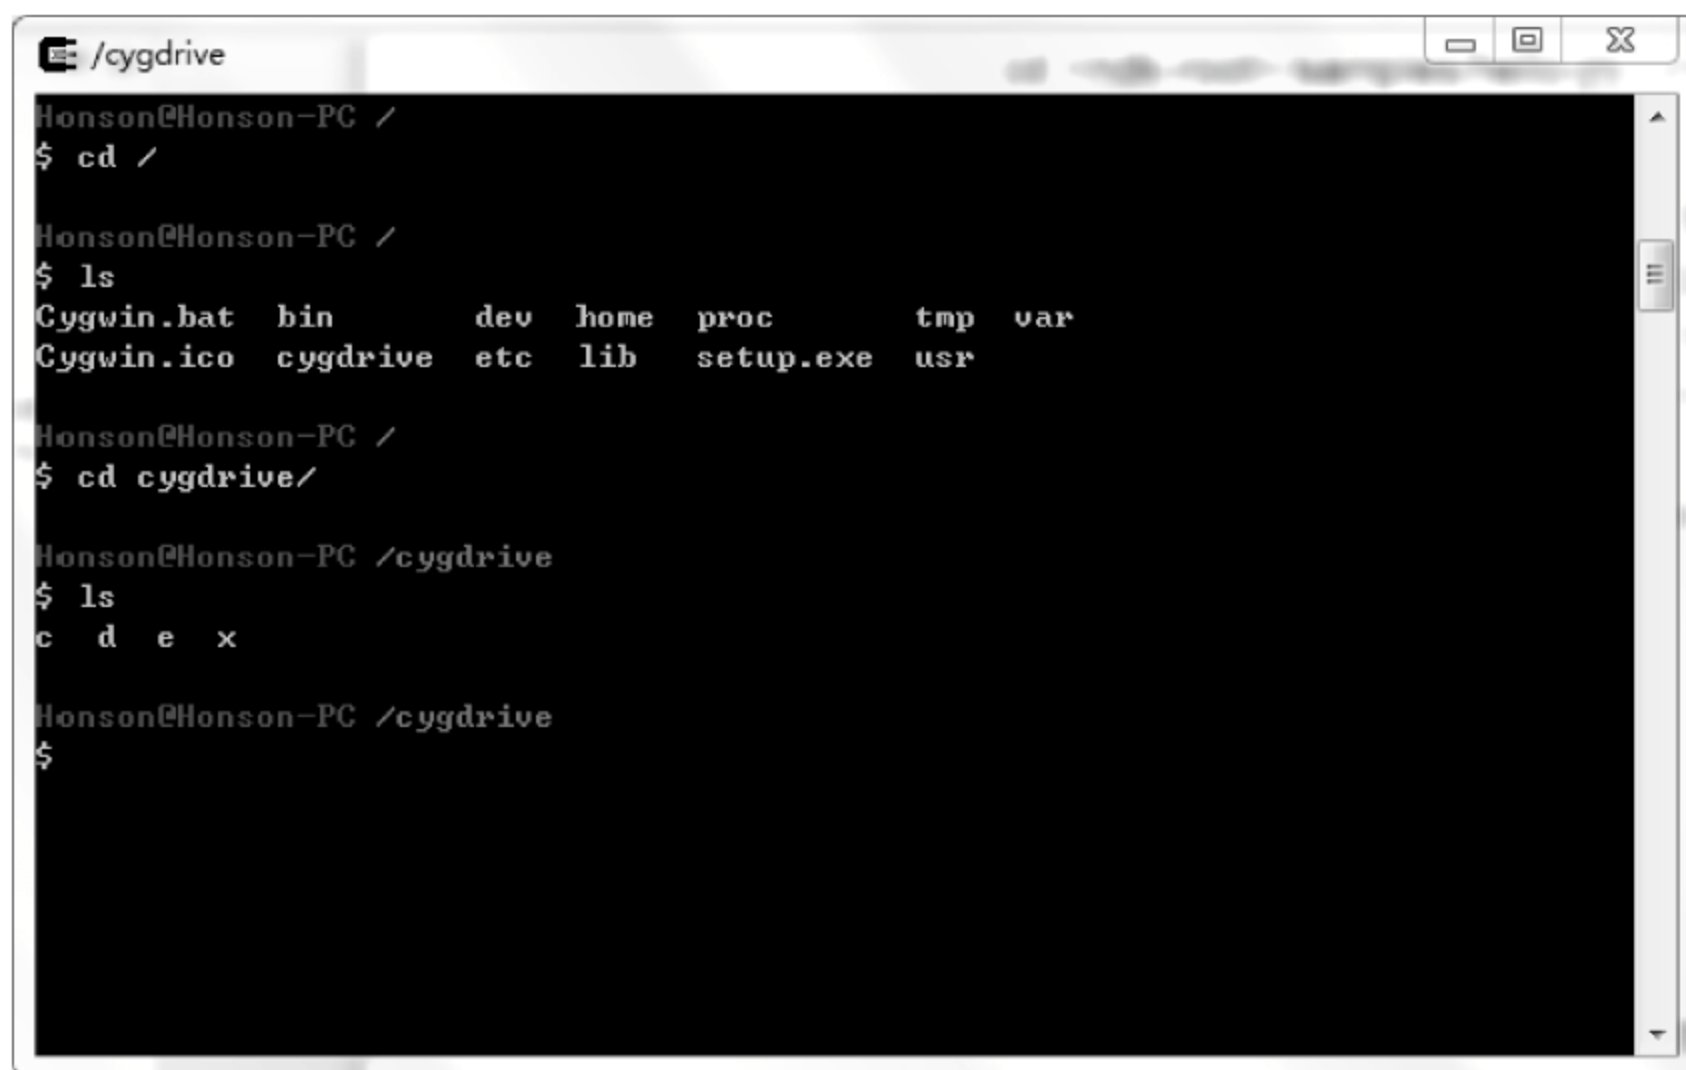 /cygdrive
Honson@Honson-PC /
$ cd /
Honson@Honson-PC /
$ ls
Cygwin.bat  bin       dev  home  proc       tmp  var
Cygwin.ico  cygdrive  etc  lib   setup.exe  usr
Honson@Honson-PC /
$ cd cygdrive/
Honson@Honson-PC /cygdrive
$ ls
c  d  e  x
Honson@Honson-PC /cygdrive
$